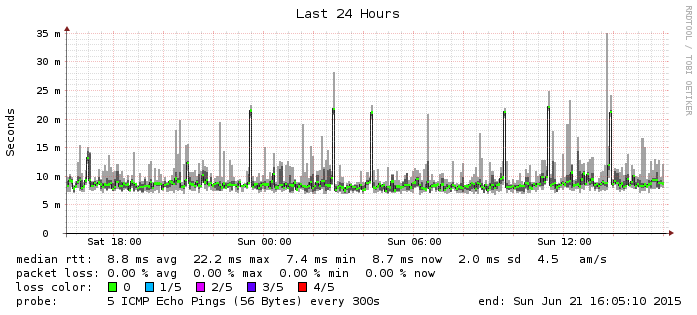 Last 24 Hours
RRDTOOL / TOBI OETIKER
Seconds
35 m
30 m
25 m
20 m
15 m
10 m
5 m
0
Sat 18:00 Sun 00:00 Sun 06:00 Sun 12:00
median rtt: 8.8 ms avg 22.2 ms max 7.4 ms min 8.7 ms now 2.0 ms sd 4.5 am/s
packet loss: 0.00 % avg 0.00 % max 0.00 % min 0.00 % now
loss color: 0 1/5 2/5 3/5 4/5
probe: 5 ICMP Echo Pings (56 Bytes) every 300s end: Sun Jun 21 16:05:10 2015